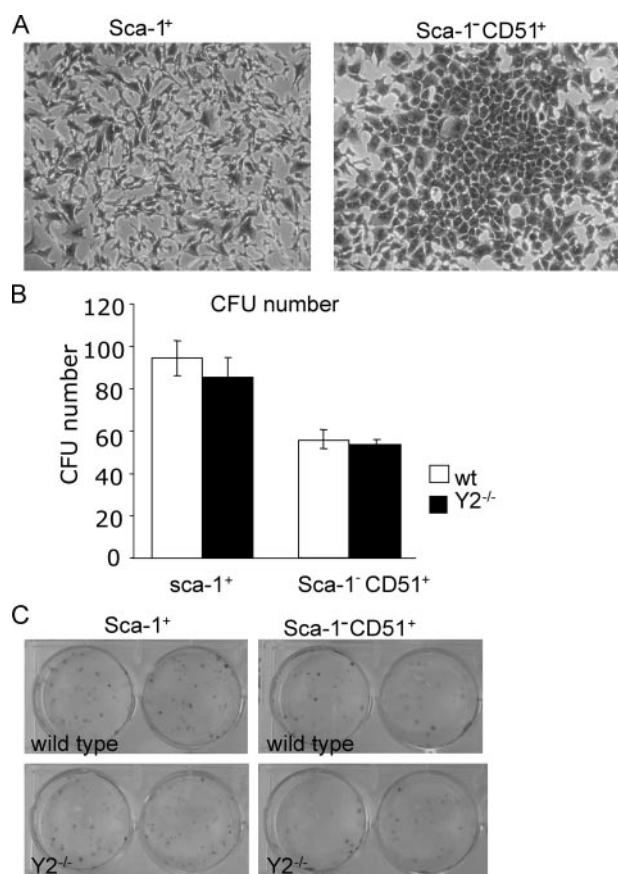 A
Sca-1⁺
Sca-1⁻CD51⁺
B
CFU number
CFU number
120
100
80
60
40
20
0
wt
Y2⁻/⁻
sca-1⁺
Sca-1⁻ CD51⁺
C
Sca-1⁺
Sca-1⁻CD51⁺
wild type
wild type
Y2⁻/⁻
Y2⁻/⁻